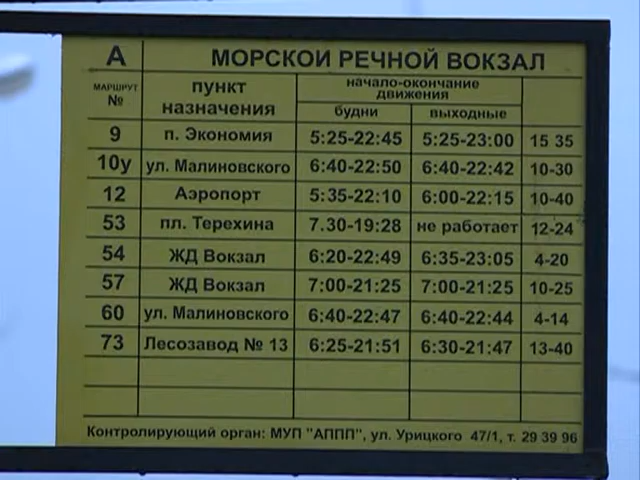 А МОРСКОИ РЕЧНОЙ ВОКЗАЛ
МАРШРУТ № пункт назначения начало-окончание движения
будни выходные
9 п. Экономия 5:25-22:45 5:25-23:00 15 35
10у ул. Малиновского 6:40-22:50 6:40-22:42 10-30
12 Аэропорт 5:35-22:10 6:00-22:15 10-40
53 пл. Терехина 7.30-19:28 не работает 12-24
54 ЖД Вокзал 6:20-22:49 6:35-23:05 4-20
57 ЖД Вокзал 7:00-21:25 7:00-21:25 10-25
60 ул. Малиновского 6:40-22:47 6:40-22:44 4-14
73 Лесозавод № 13 6:25-21:51 6:30-21:47 13-40
Контролирующий орган: МУП "АППП", ул. Урицкого 47/1, т. 29 39 96